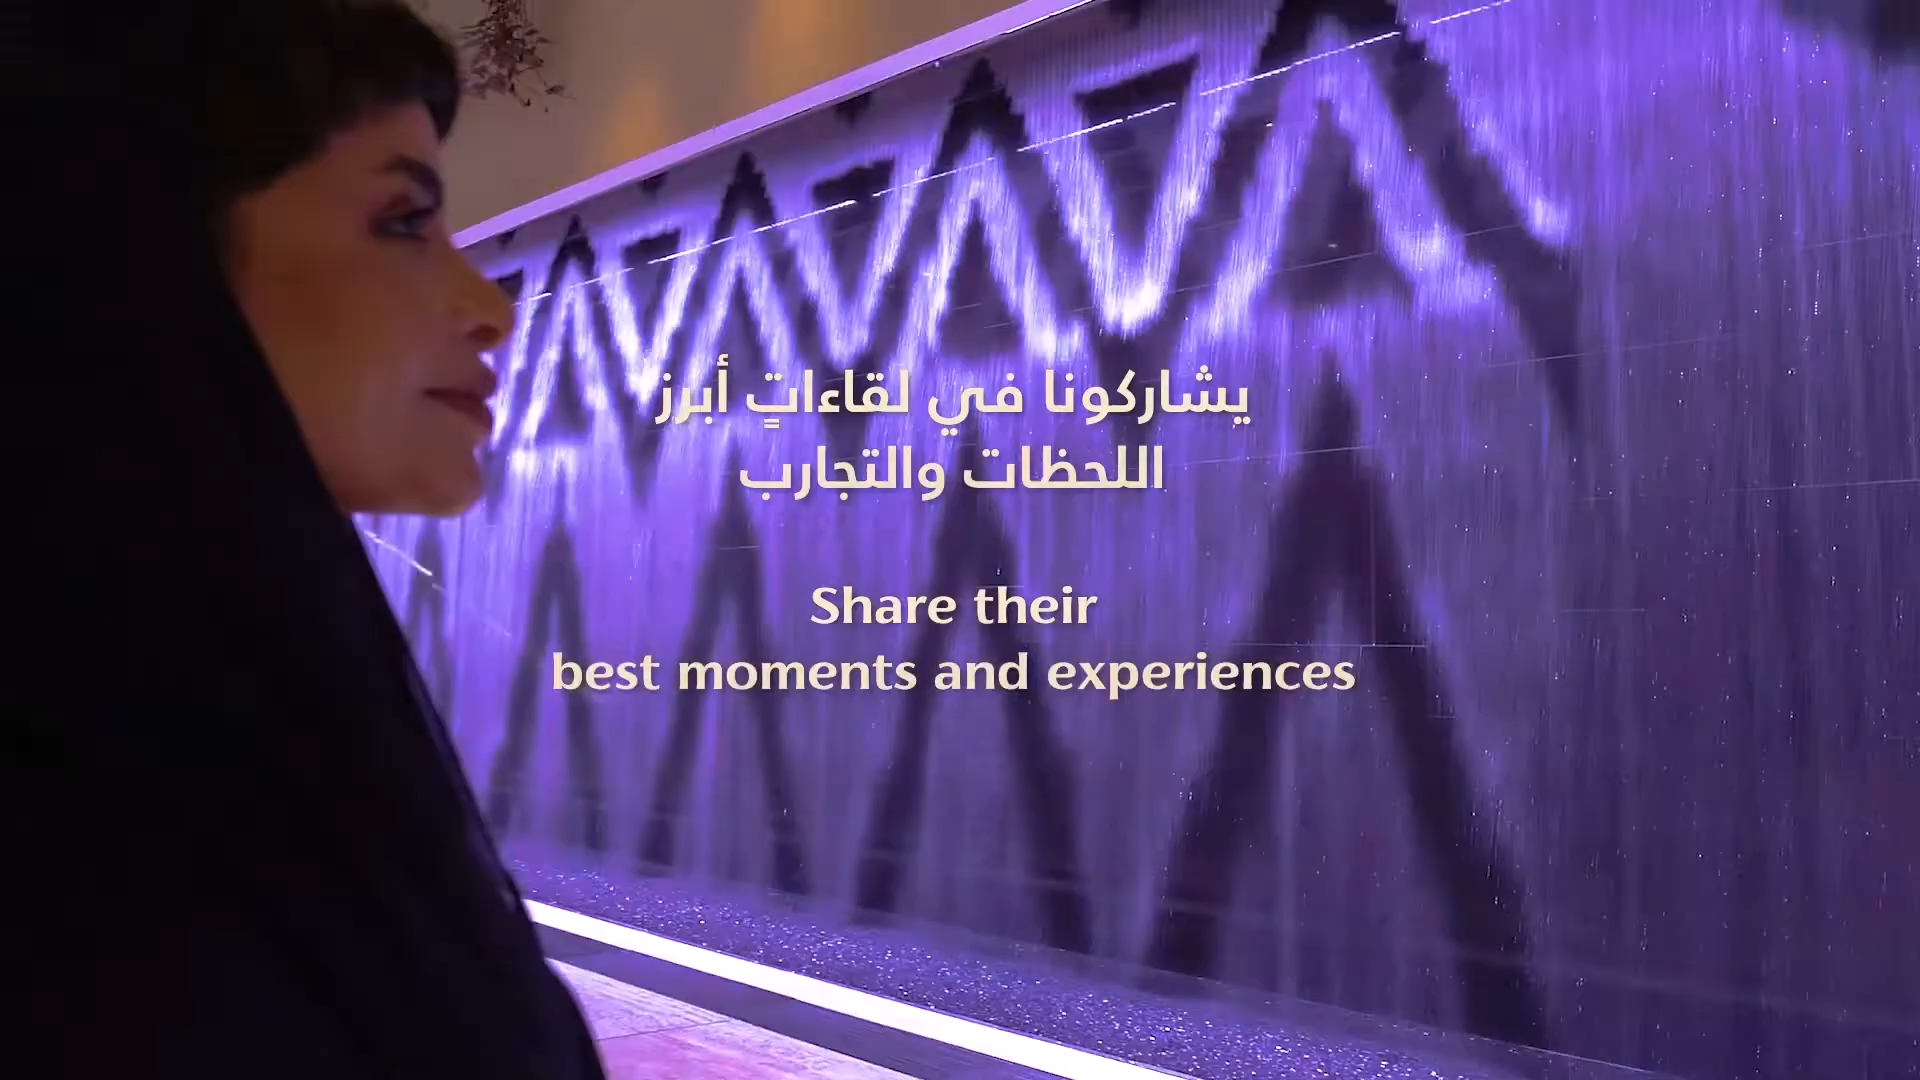 يشاركونا في لقاءاتٍ أبرز
اللحظات والتجارب
Share their
best moments and experiences